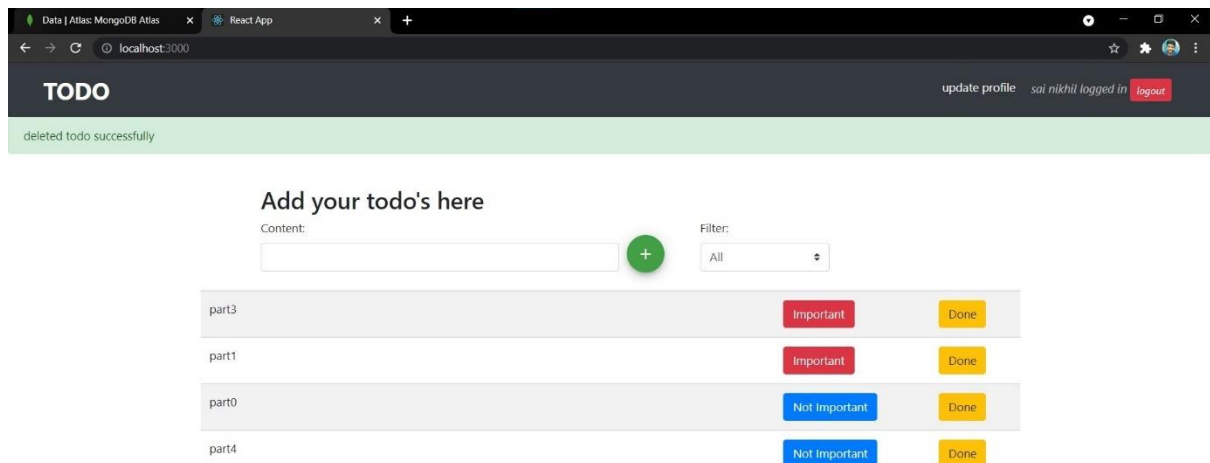 Data | Atlas: MongoDB Atlas
React App
localhost:3000
TODO
update profile sai nikhil logged in logout
deleted todo successfully
Add your todo's here
Content:
Filter:
+
All
part3 Important Done
part1 Important Done
part0 Not Important Done
part4 Not Important Done